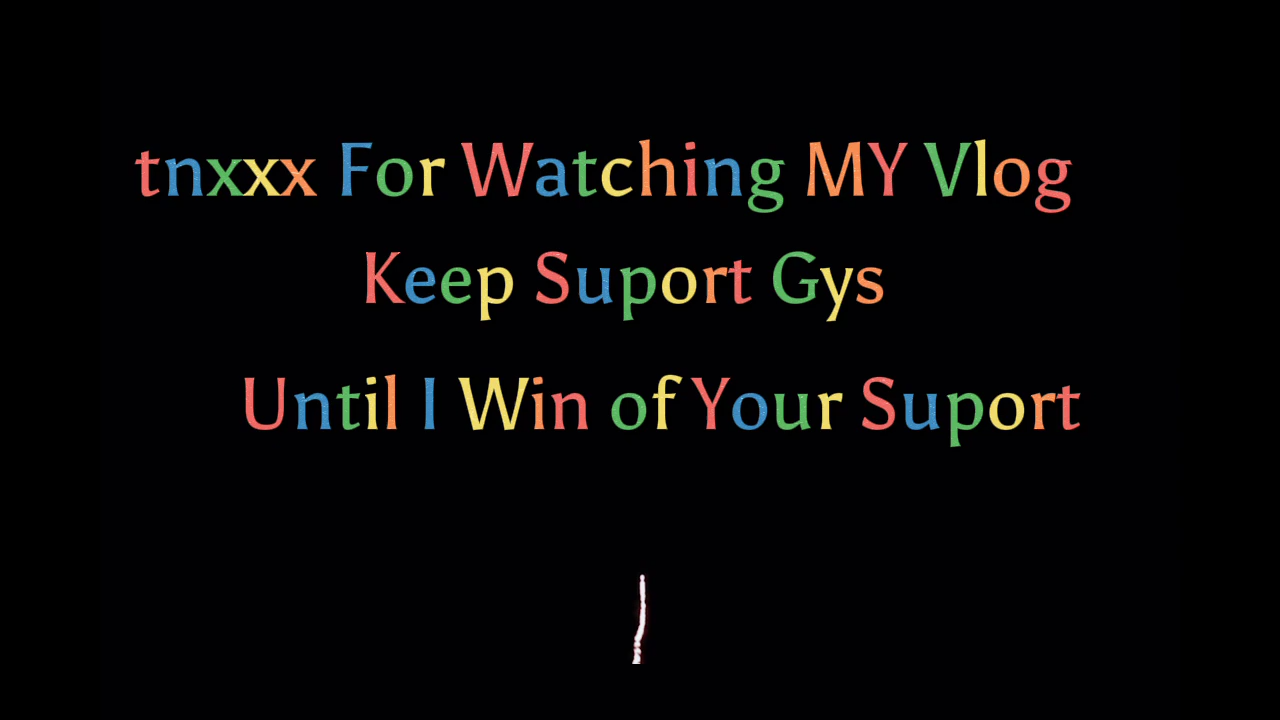 tnxxx For Watching MY Vlog
Keep Suport Gys
Until I Win of Your Suport